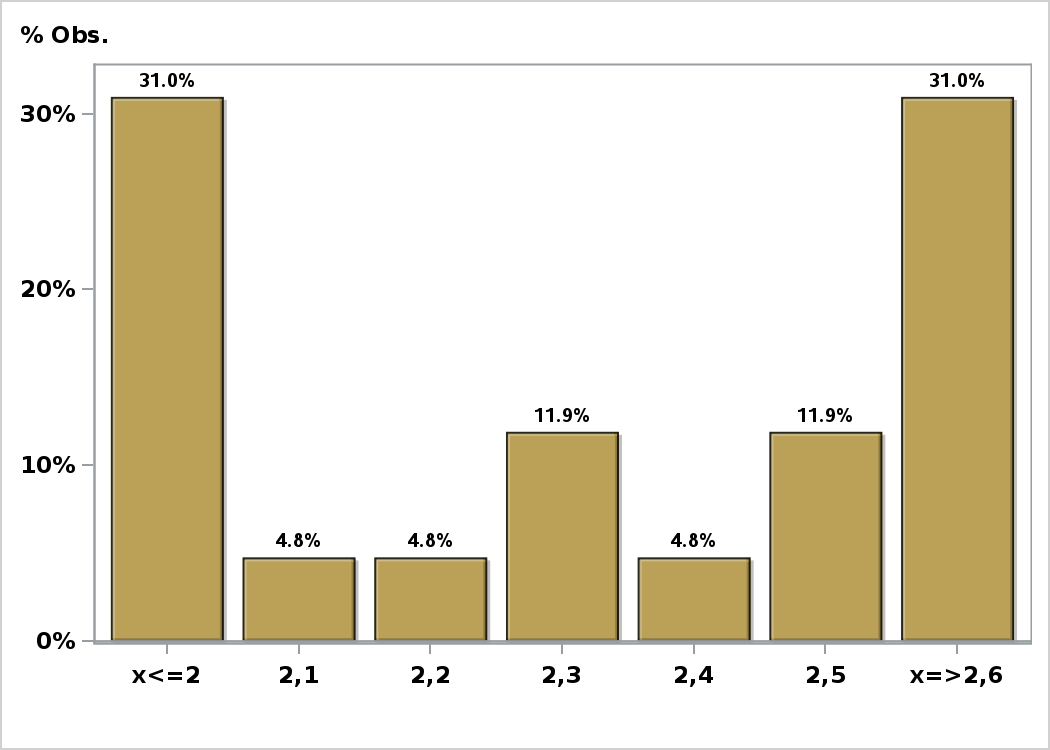 % Obs.
31.0% 31.0%
30%
20%
11.9% 11.9%
10%
4.8% 4.8% 4.8%
0%
x<=2 2,1 2,2 2,3 2,4 2,5 x=>2,6